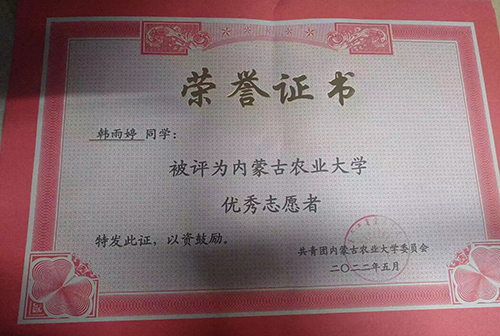 荣誉证书
韩雨婷 同学：
被评为内蒙古农业大学
优秀志愿者
特发此证，以资鼓励。
共青团内蒙古农业大学委员会
二〇二二年五月